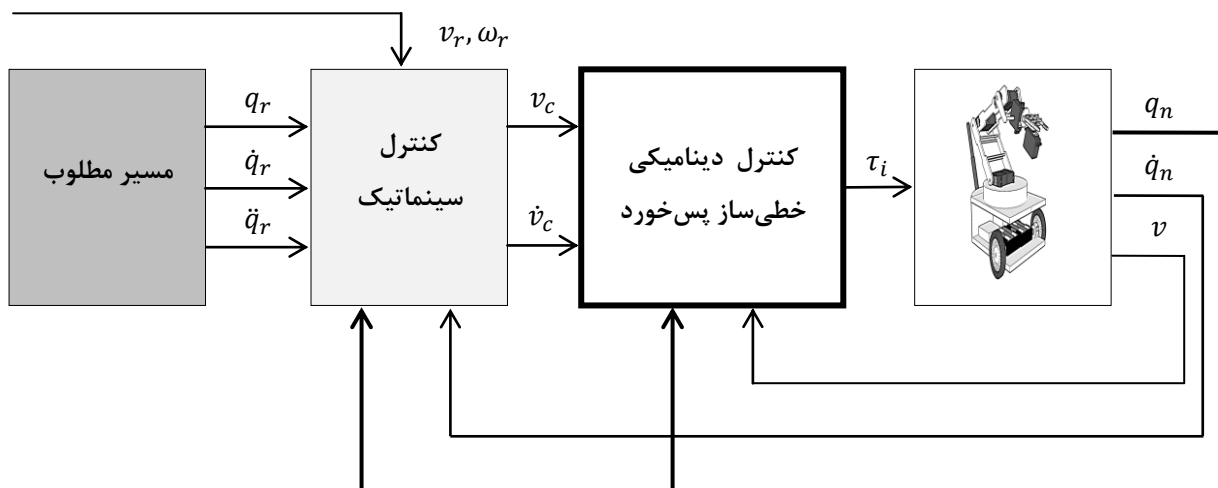 v_r, ω_r
مسیر مطلوب
q_r
q̇_r
q̈_r
کنترل
سینماتیک
v_c
v̇_c
کنترل دینامیکی
خطی‌ساز پس‌خورد
τ_i
q_n
q̇_n
v